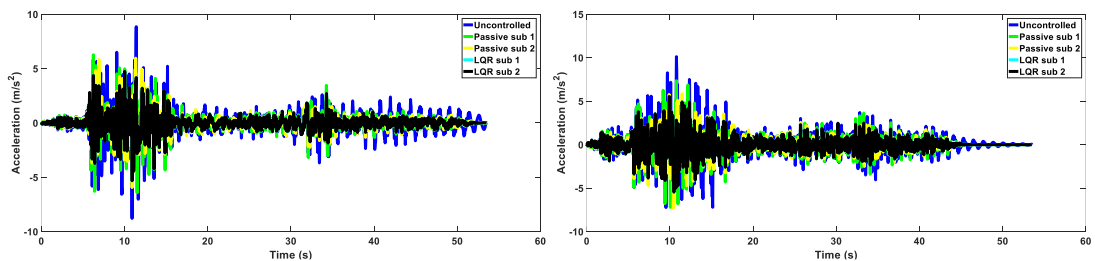 10
5
0
-5
-10
Acceleration (m/s²)
0 10 20 30 40 50 60
Time (s)
Uncontrolled
Passive sub 1
Passive sub 2
LQR sub 1
LQR sub 2
15
10
5
0
-5
-10
Acceleration (m/s²)
0 10 20 30 40 50 60
Time (s)
Uncontrolled
Passive sub 1
Passive sub 2
LQR sub 1
LQR sub 2